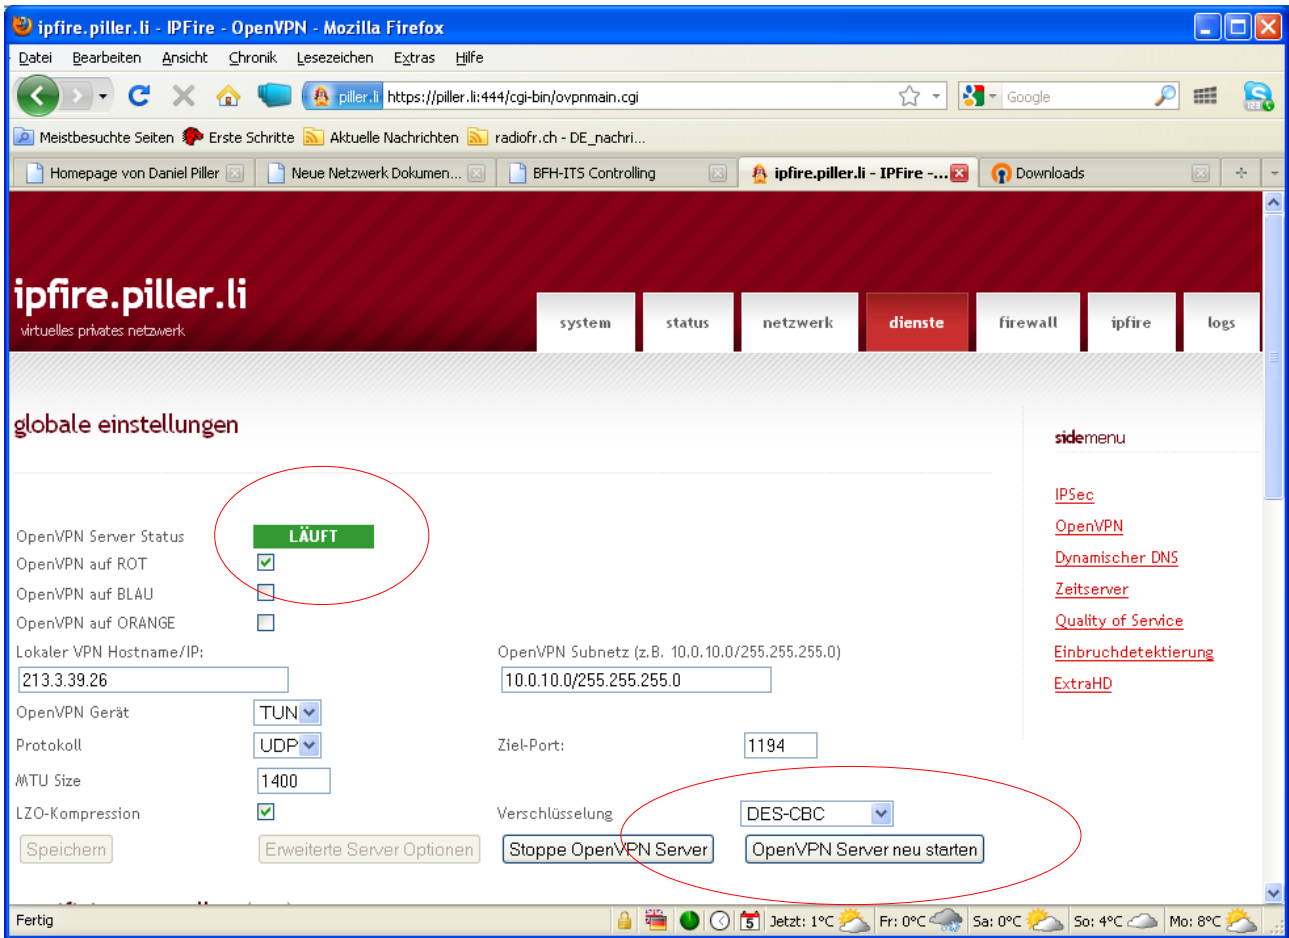 ipfire.piller.li - IPFire - OpenVPN - Mozilla Firefox
Datei Bearbeiten Ansicht Chronik Lesezeichen Extras Hilfe
piller.li https://piller.li:444/cgi-bin/ovpnmain.cgi Google
Meistbesuchte Seiten Erste Schritte Aktuelle Nachrichten radiofr.ch - DE_nachri...
Homepage von Daniel Piller Neue Netzwerk Dokumen... BFH-ITS Controlling ipfire.piller.li - IPFire -... Downloads
ipfire.piller.li
virtuelles privates netzwerk
system status netzwerk dienste firewall ipfire logs
globale einstellungen
sidemenu
IPSec
OpenVPN
Dynamischer DNS
Zeitserver
Quality of Service
Einbruchdetektierung
ExtraHD
OpenVPN Server Status LÄUFT
OpenVPN auf ROT
OpenVPN auf BLAU
OpenVPN auf ORANGE
Lokaler VPN Hostname/IP: OpenVPN Subnetz (z.B. 10.0.10.0/255.255.255.0)
213.3.39.26 10.0.10.0/255.255.255.0
OpenVPN Gerät TUN
Protokoll UDP Ziel-Port: 1194
MTU Size 1400
LZO-Kompression Verschlüsselung DES-CBC
Speichern Erweiterte Server Optionen Stoppe OpenVPN Server OpenVPN Server neu starten
Fertig 5 Jetzt: 1°C Fr: 0°C Sa: 0°C So: 4°C Mo: 8°C